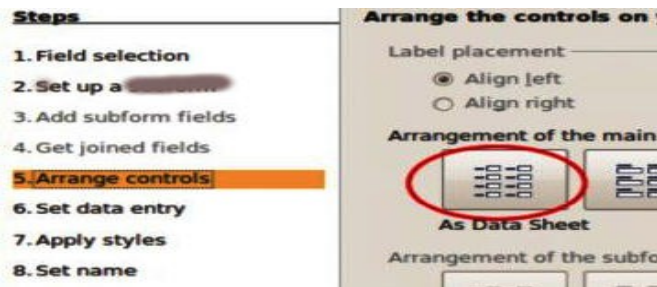 Steps
1. Field selection
2. Set up a
3. Add subform fields
4. Get joined fields
5. Arrange controls
6. Set data entry
7. Apply styles
8. Set name
Arrange the controls on
Label placement
Align left
Align right
Arrangement of the main
As Data Sheet
Arrangement of the